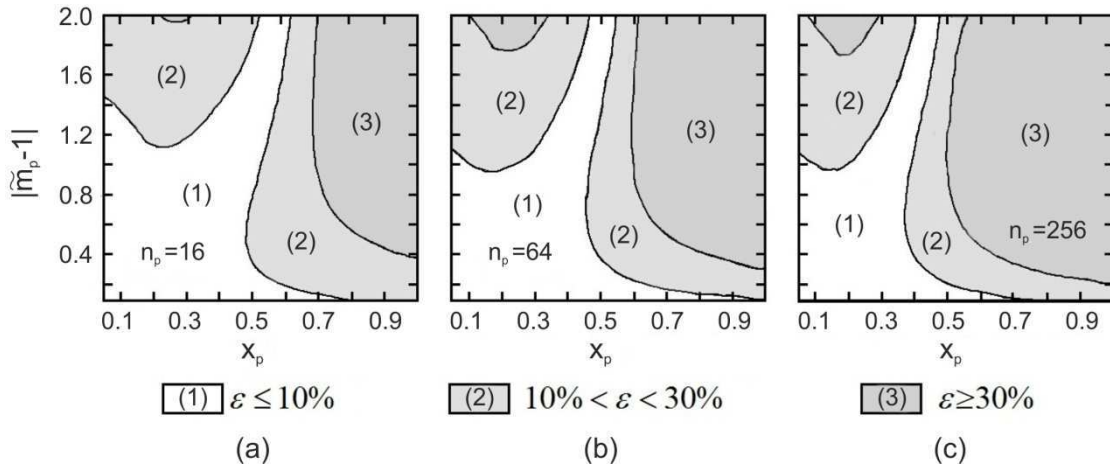 2.0
1.6
1.2
0.8
0.4
|m̃ₚ-1|
(2)
(3)
(1)
(2)
nₚ=16
0.1 0.3 0.5 0.7 0.9
xₚ
(2)
(3)
(1)
(2)
nₚ=64
0.1 0.3 0.5 0.7 0.9
xₚ
(2)
(3)
(1)
(2)
nₚ=256
0.1 0.3 0.5 0.7 0.9
xₚ
(1) ε ≤ 10%
(2) 10% < ε < 30%
(3) ε ≥ 30%
(a) (b) (c)